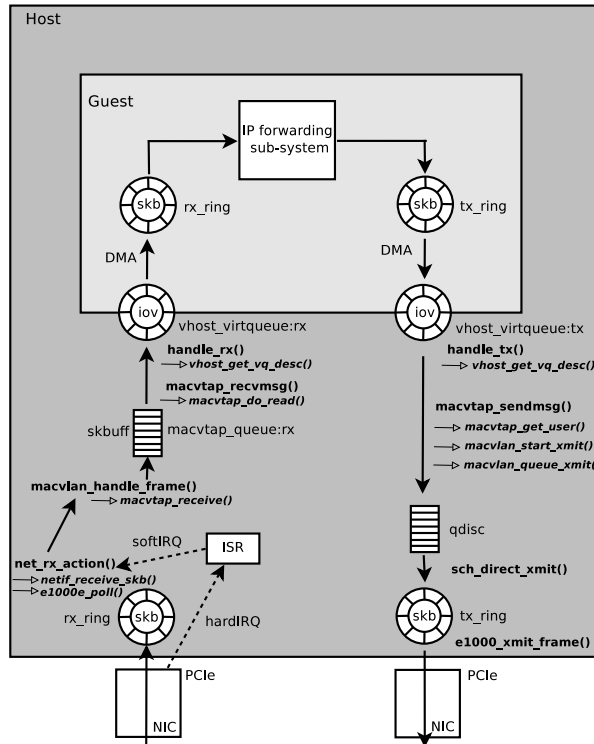 Host
Guest
IP forwarding
sub-system
skb
rx_ring
skb
tx_ring
DMA
DMA
iov
iov
vhost_virtqueue:rx
vhost_virtqueue:tx
handle_rx()
vhost_get_vq_desc()
macvtap_recvmsg()
macvtap_do_read()
handle_tx()
vhost_get_vq_desc()
macvtap_sendmsg()
macvtap_get_user()
macvlan_start_xmit()
macvlan_queue_xmit()
skbuff
macvtap_queue:rx
macvlan_handle_frame()
macvtap_receive()
qdisc
softIRQ
ISR
net_rx_action()
netif_receive_skb()
e1000e_poll()
sch_direct_xmit()
rx_ring
skb
hardIRQ
skb
tx_ring
e1000_xmit_frame()
PCIe
NIC
PCIe
NIC